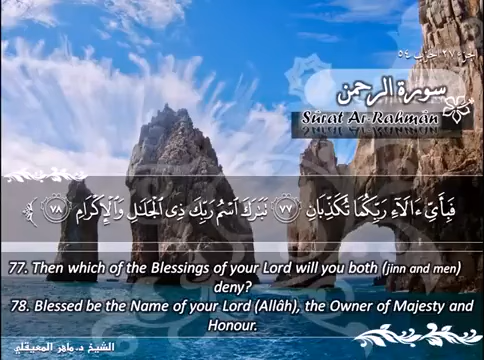 جزء ٢٧ حزب ٥٤
سورة الرحمن
Sûrat Ar-Rahmân
فَبِأَيِّ ءَالَآءِ رَبِّكُمَا تُكَذِّبَانِ ٧٧ تَبَٰرَكَ ٱسْمُ رَبِّكَ ذِى ٱلْجَلَٰلِ وَٱلْإِكْرَامِ ٧٨
77. Then which of the Blessings of your Lord will you both (jinn and men)
deny?
78. Blessed be the Name of your Lord (Allâh), the Owner of Majesty and
Honour.
الشيخ د.ماهر المعيقلي